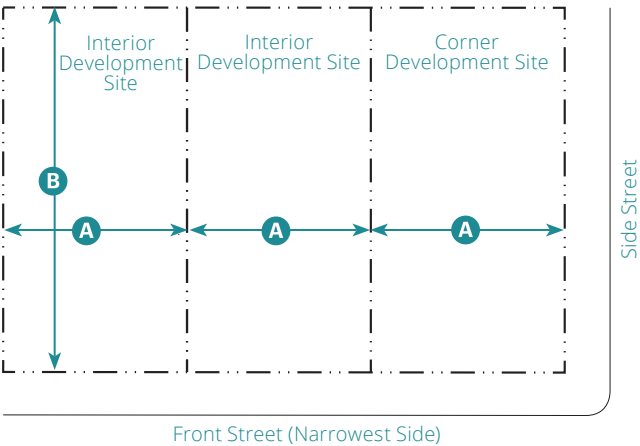 Interior
Development
Site
Interior
Development Site
Corner
Development Site
B
A
A
A
Side Street
Front Street (Narrowest Side)